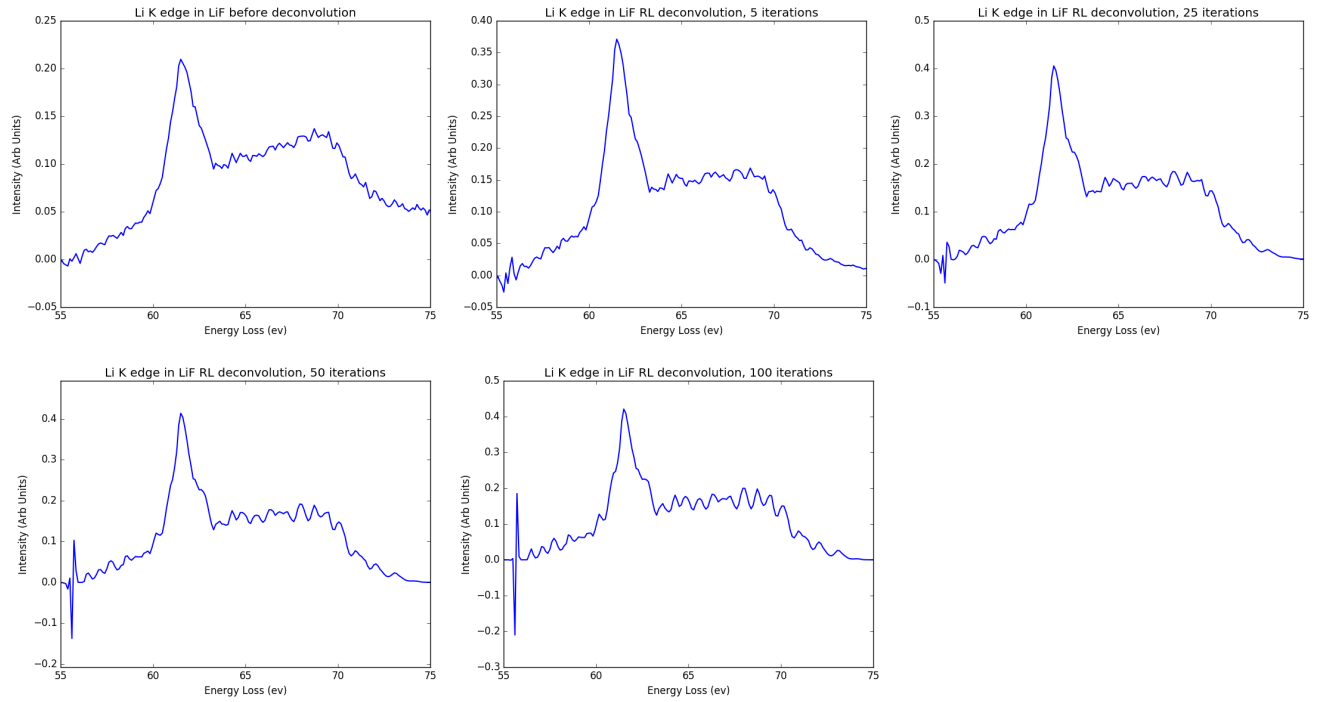 Li K edge in LiF before deconvolution
0.25
0.20
0.15
0.10
0.05
0.00
−0.05
Intensity (Arb Units)
55 60 65 70 75
Energy Loss (ev)
Li K edge in LiF RL deconvolution, 5 iterations
0.40
0.35
0.30
0.25
0.20
0.15
0.10
0.05
0.00
−0.05
Intensity (Arb Units)
55 60 65 70 75
Energy Loss (ev)
Li K edge in LiF RL deconvolution, 25 iterations
0.5
0.4
0.3
0.2
0.1
0.0
−0.1
Intensity (Arb Units)
55 60 65 70 75
Energy Loss (ev)
Li K edge in LiF RL deconvolution, 50 iterations
0.4
0.3
0.2
0.1
0.0
−0.1
−0.2
Intensity (Arb Units)
55 60 65 70 75
Energy Loss (ev)
Li K edge in LiF RL deconvolution, 100 iterations
0.5
0.4
0.3
0.2
0.1
0.0
−0.1
−0.2
−0.3
Intensity (Arb Units)
55 60 65 70 75
Energy Loss (ev)